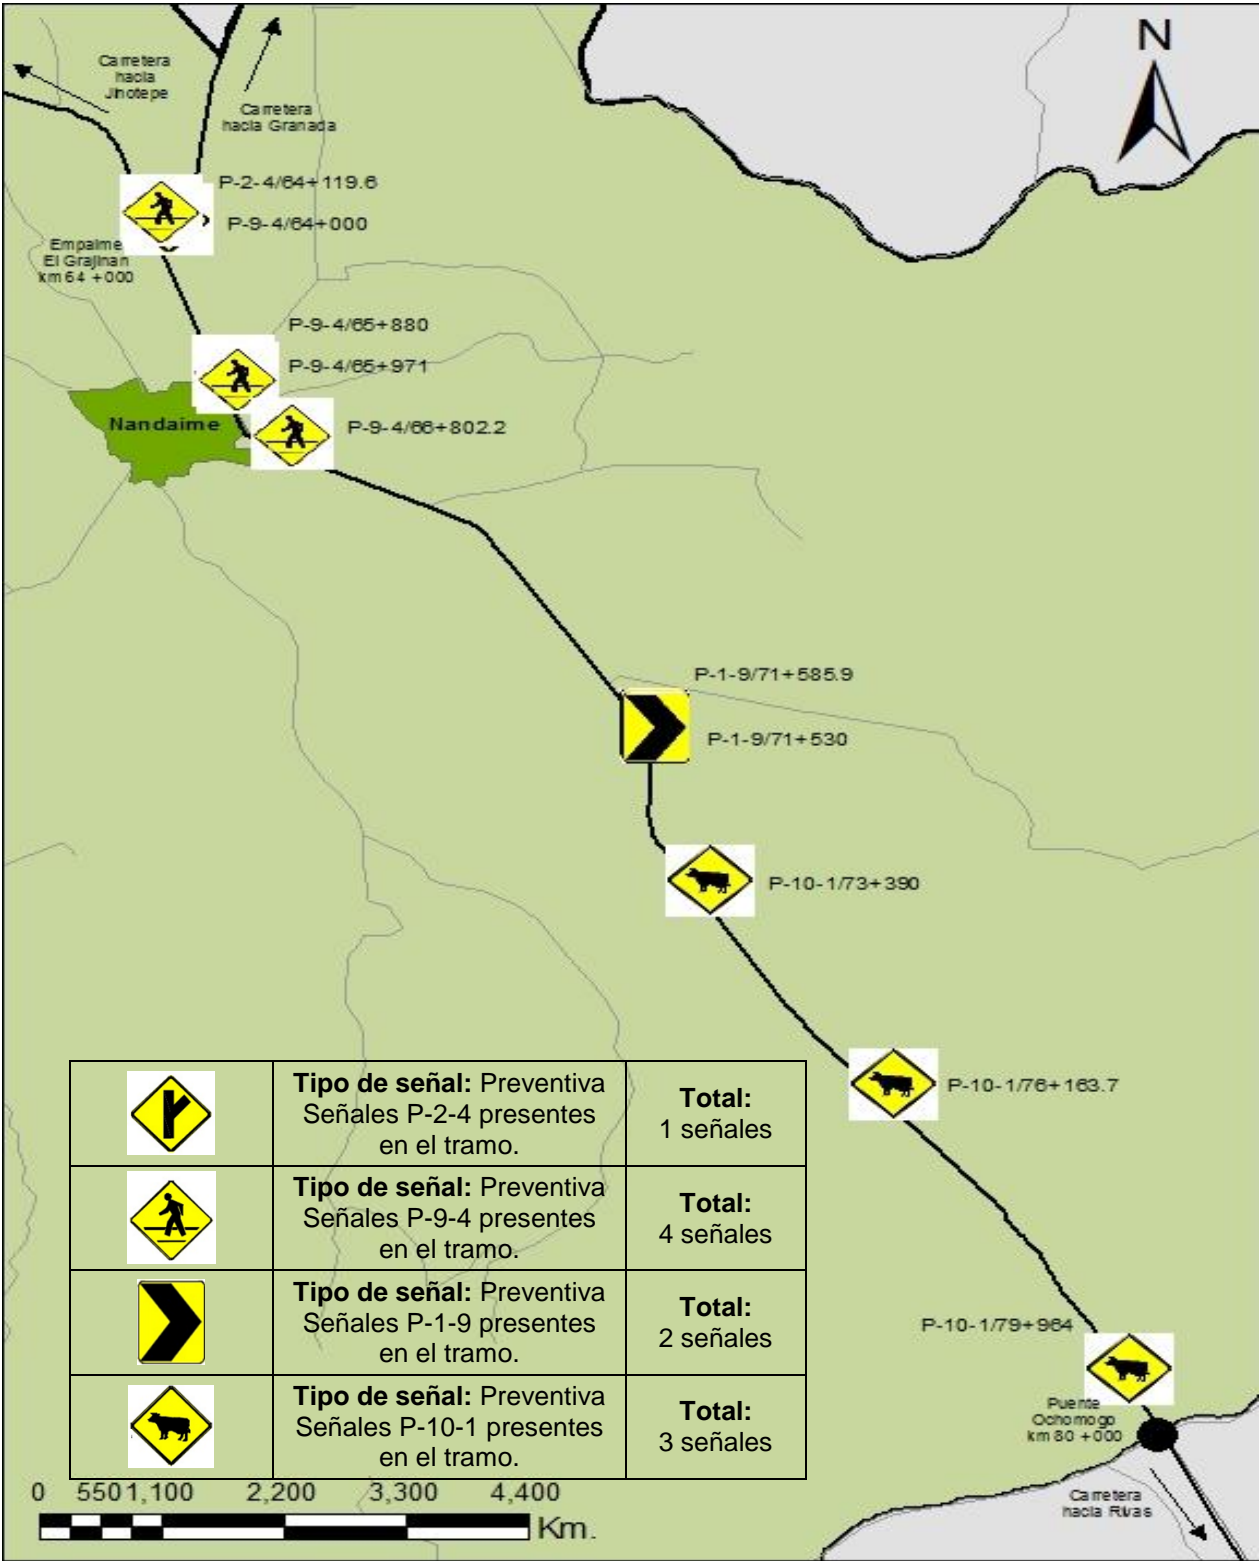 N
Carretera
hacia
Jinotepe
Carretera
hacia Granada
P-2-4/64+119.6
P-9-4/64+000
Empalme
El Grajinan
km 64 +000
P-9-4/65+880
P-9-4/65+971
Nandaime
P-9-4/66+802.2
P-1-9/71+585.9
P-1-9/71+530
P-10-1/73+390
P-10-1/76+163.7
P-10-1/79+964
Puente
Ochomogo
km 80 +000
Carretera
hacia Rivas
Tipo de señal: Preventiva
Señales P-2-4 presentes
en el tramo.
Total:
1 señales
Tipo de señal: Preventiva
Señales P-9-4 presentes
en el tramo.
Total:
4 señales
Tipo de señal: Preventiva
Señales P-1-9 presentes
en el tramo.
Total:
2 señales
Tipo de señal: Preventiva
Señales P-10-1 presentes
en el tramo.
Total:
3 señales
0 550 1,100 2,200 3,300 4,400
Km.